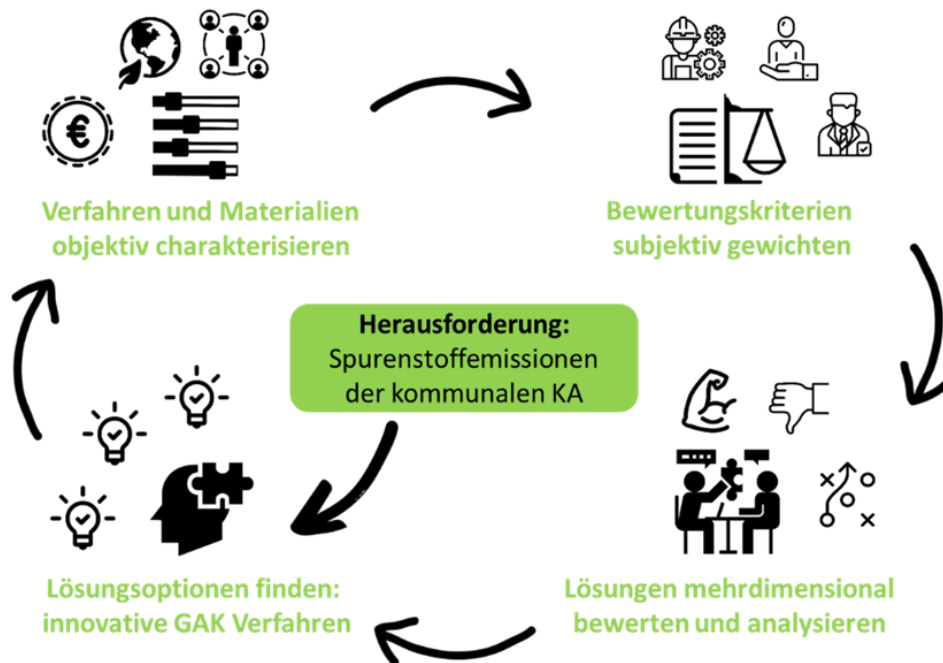 Verfahren und Materialien
objektiv charakterisieren
Bewertungskriterien
subjektiv gewichten
Herausforderung:
Spurenstoffemissionen
der kommunalen KA
Lösungsoptionen finden:
innovative GAK Verfahren
Lösungen mehrdimensional
bewerten und analysieren